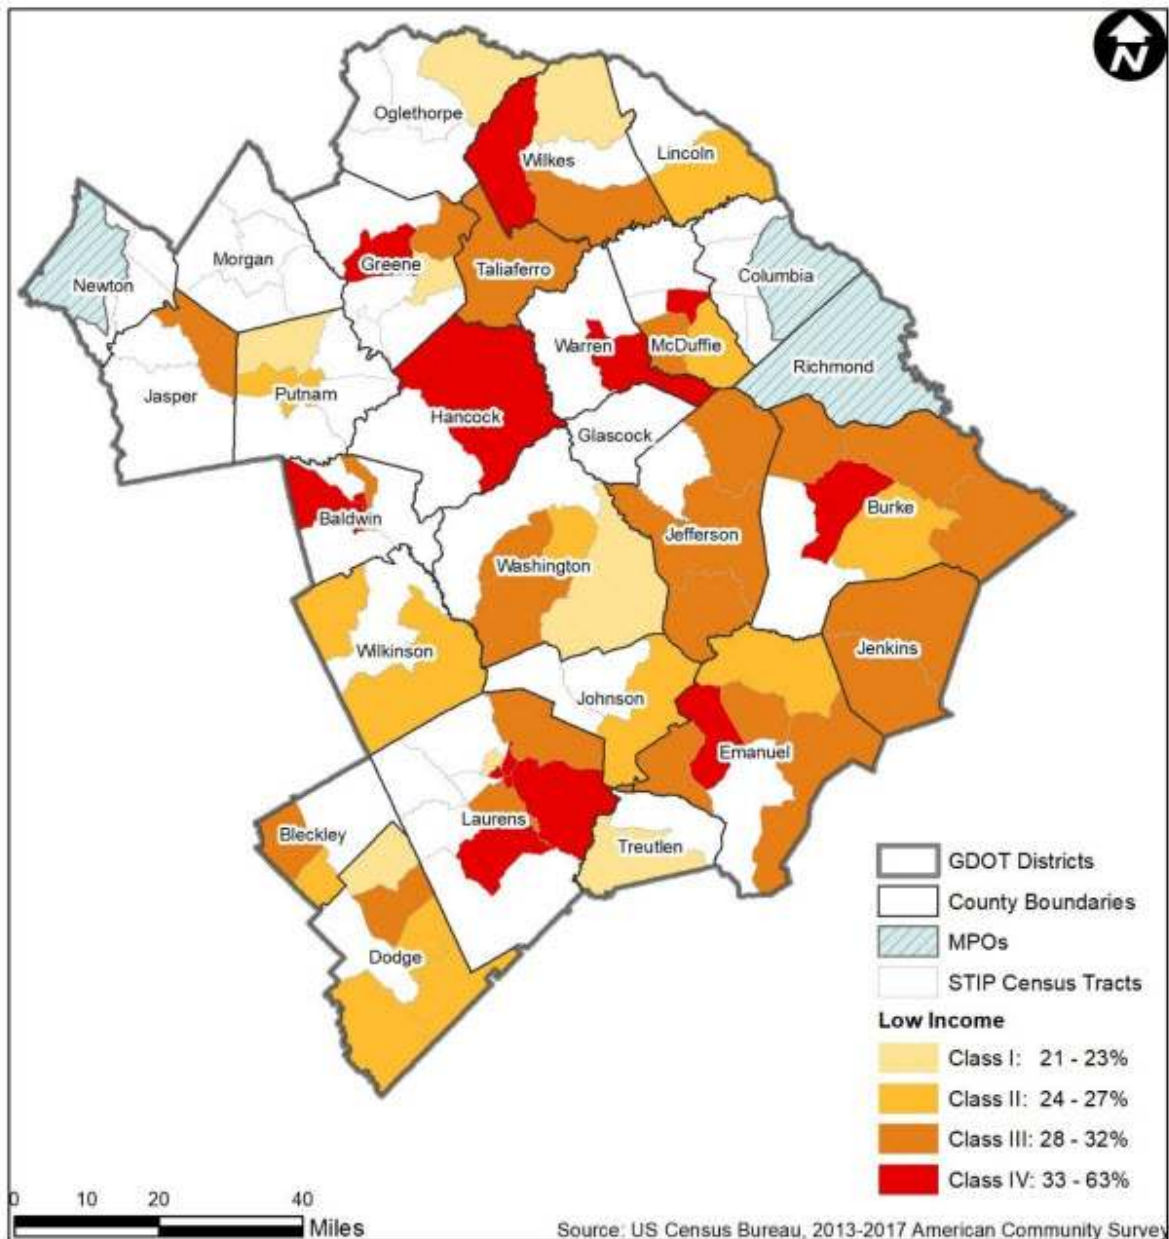 N
Oglethorpe
Wilkes
Lincoln
Morgan
Greene
Taliaferro
Columbia
Newton
Warren
McDuffie
Richmond
Jasper
Putnam
Hancock
Glascock
Baldwin
Burke
Jefferson
Washington
Wilkinson
Jenkins
Johnson
Emanuel
Laurens
Bleckley
Treutlen
Dodge
GDOT Districts
County Boundaries
MPOs
STIP Census Tracts
Low Income
Class I: 21 - 23%
Class II: 24 - 27%
Class III: 28 - 32%
Class IV: 33 - 63%
0 10 20 40
Miles
Source: US Census Bureau, 2013-2017 American Community Survey